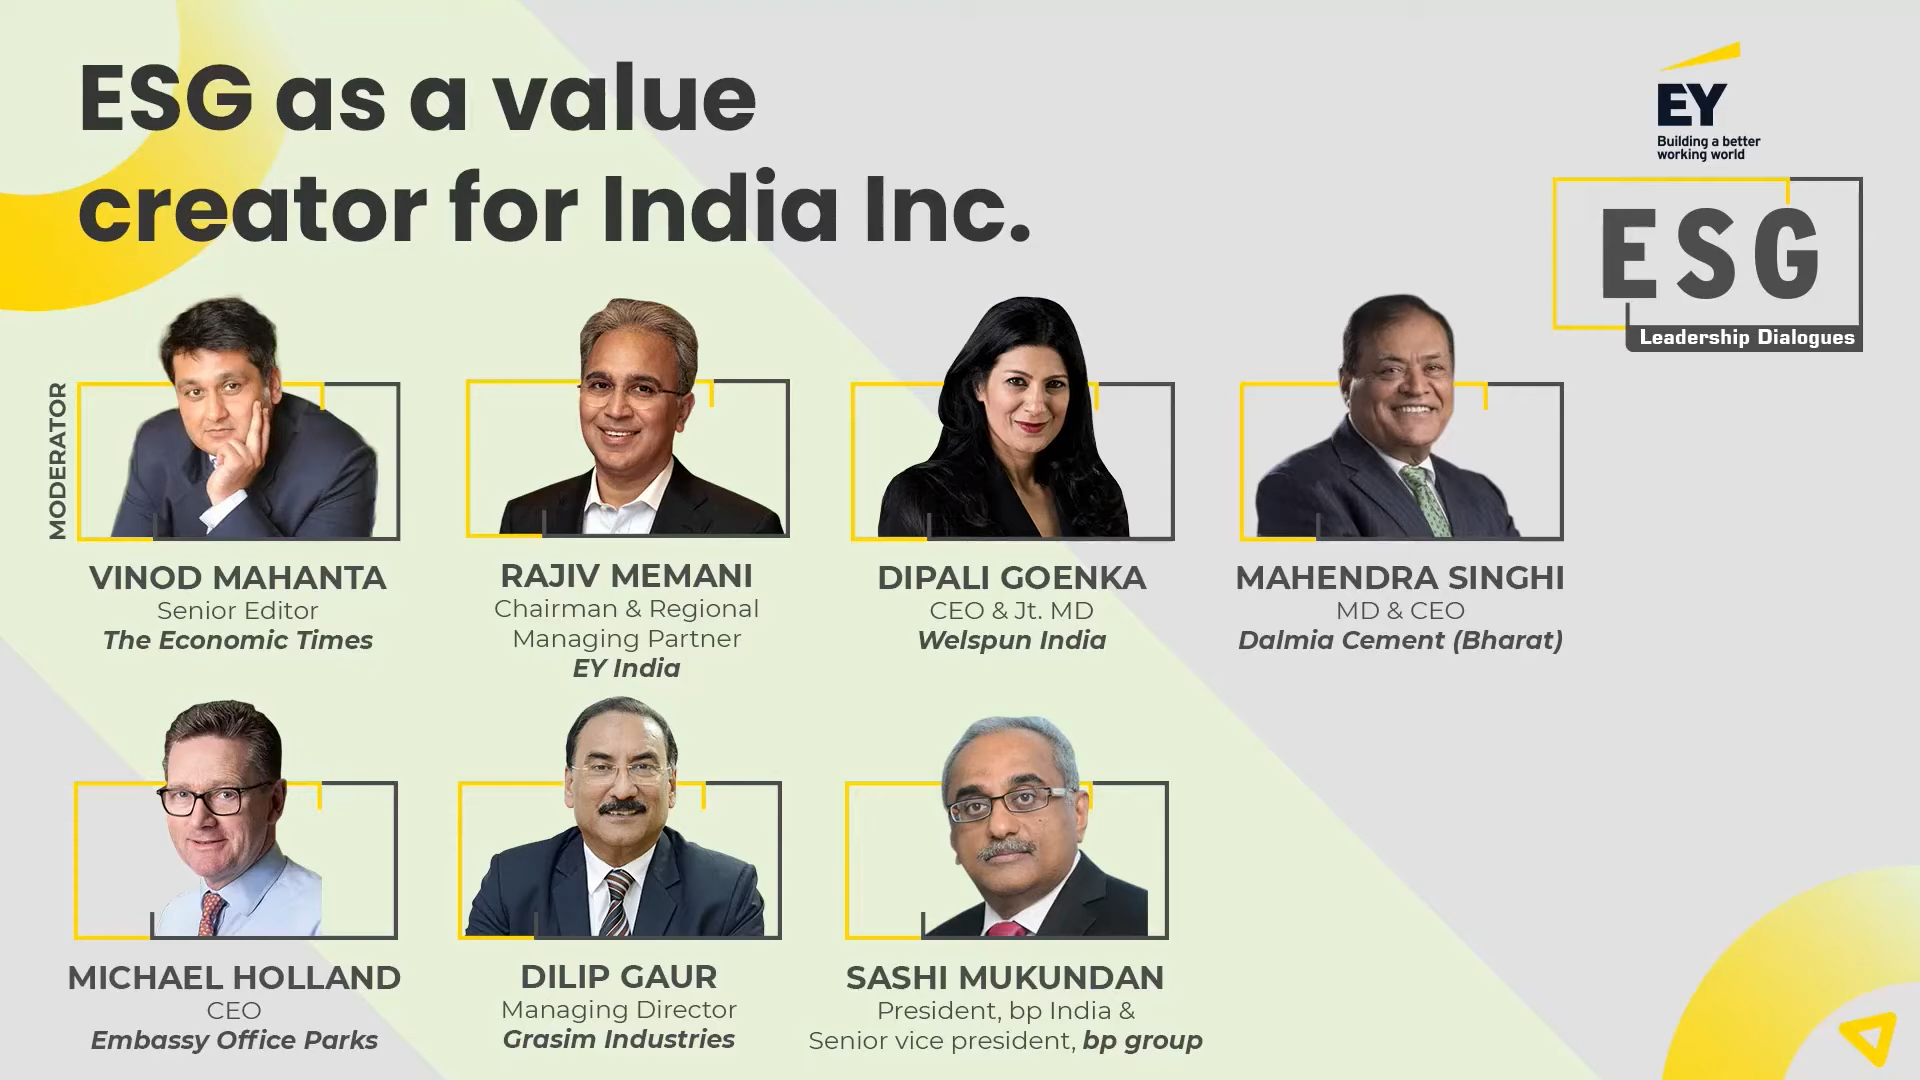 ESG as a value
creator for India Inc.
EY
Building a better
working world
ESG
Leadership Dialogues
MODERATOR
VINOD MAHANTA
Senior Editor
The Economic Times
RAJIV MEMANI
Chairman & Regional
Managing Partner
EY India
DIPALI GOENKA
CEO & Jt. MD
Welspun India
MAHENDRA SINGHI
MD & CEO
Dalmia Cement (Bharat)
MICHAEL HOLLAND
CEO
Embassy Office Parks
DILIP GAUR
Managing Director
Grasim Industries
SASHI MUKUNDAN
President, bp India &
Senior vice president, bp group